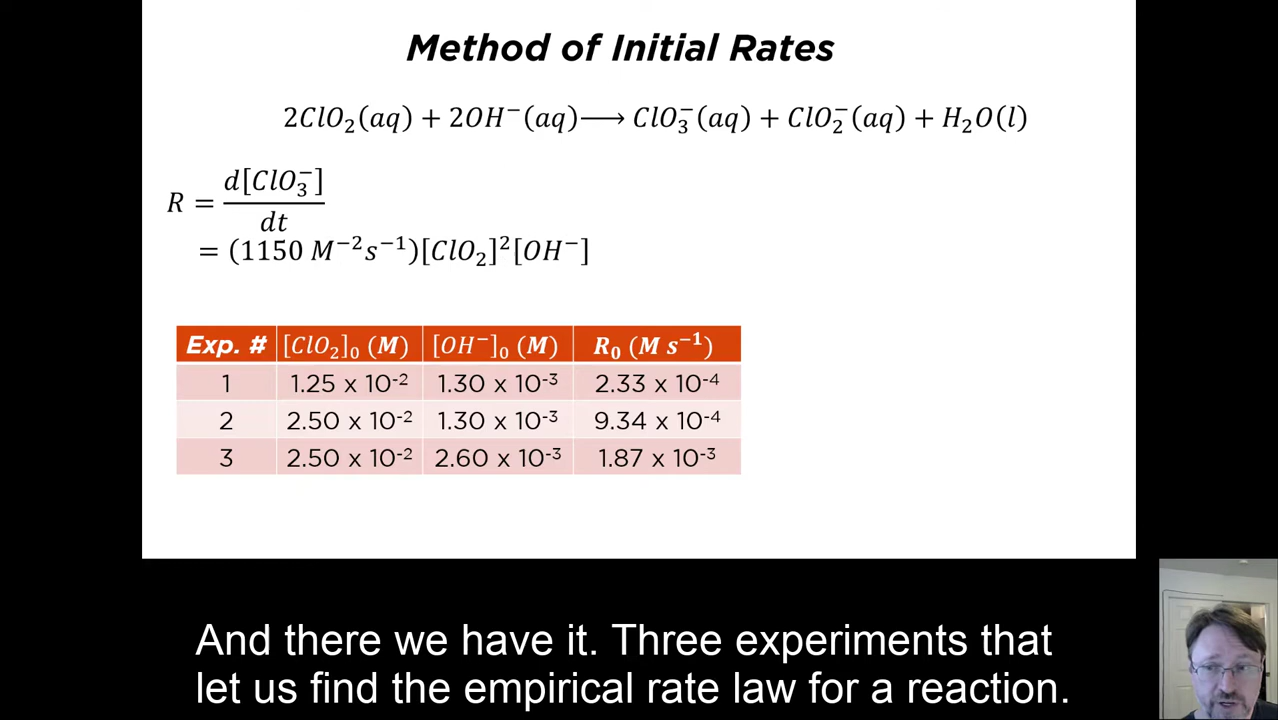 Method of Initial Rates
2ClO₂(aq) + 2OH⁻(aq) ⟶ ClO₃⁻(aq) + ClO₂⁻(aq) + H₂O(l)
R = d[ClO₃⁻]/dt
= (1150 M⁻²s⁻¹)[ClO₂]²[OH⁻]
Exp. # [ClO₂]₀ (M) [OH⁻]₀ (M) R₀ (M s⁻¹)
1 1.25 x 10⁻² 1.30 x 10⁻³ 2.33 x 10⁻⁴
2 2.50 x 10⁻² 1.30 x 10⁻³ 9.34 x 10⁻⁴
3 2.50 x 10⁻² 2.60 x 10⁻³ 1.87 x 10⁻³
And there we have it. Three experiments that
let us find the empirical rate law for a reaction.